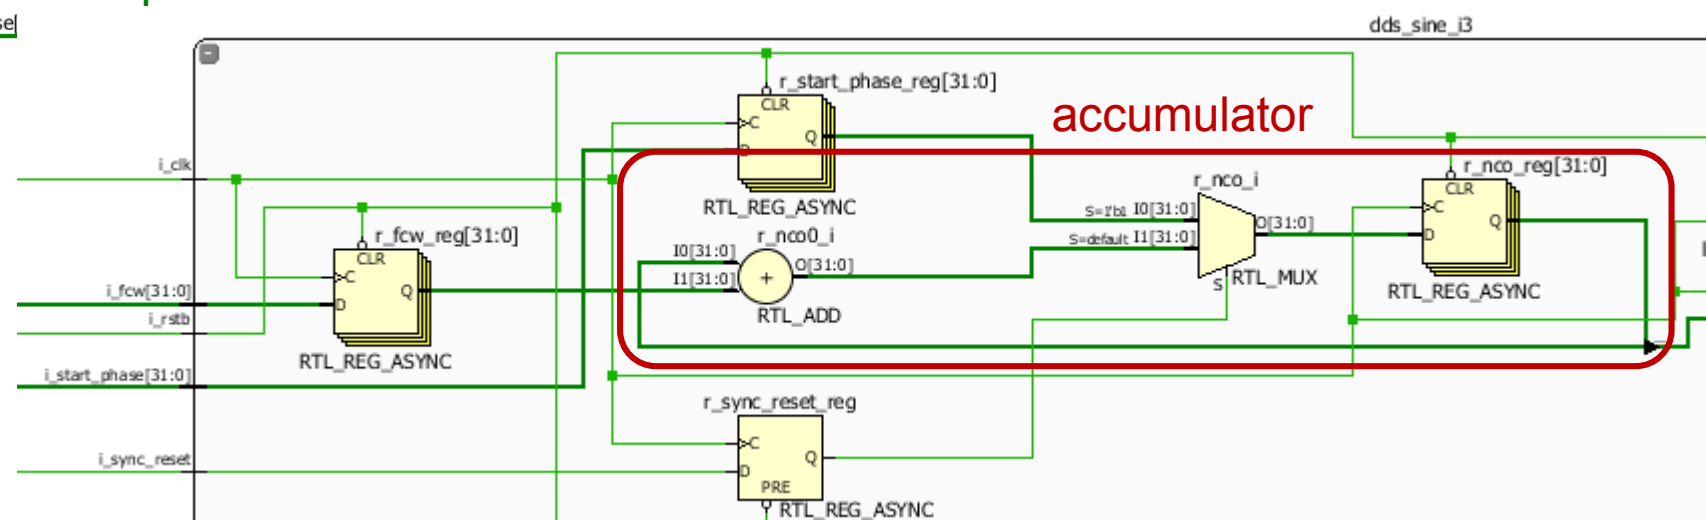 se[
dds_sine_i3
r_start_phase_reg[31:0]
CLR
C
Q
D
RTL_REG_ASYNC
accumulator
i_clk
r_fcw_reg[31:0]
CLR
C
Q
D
RTL_REG_ASYNC
i_fcw[31:0]
i_rstb
i_start_phase[31:0]
r_nco0_i
I0[31:0]
I1[31:0]
+
O[31:0]
RTL_ADD
r_nco_i
S=1'b1 I0[31:0]
S=default I1[31:0]
O[31:0]
S
RTL_MUX
r_nco_reg[31:0]
CLR
C
Q
D
RTL_REG_ASYNC
r_sync_reset_reg
C
Q
D
PRE
RTL_REG_ASYNC
i_sync_reset